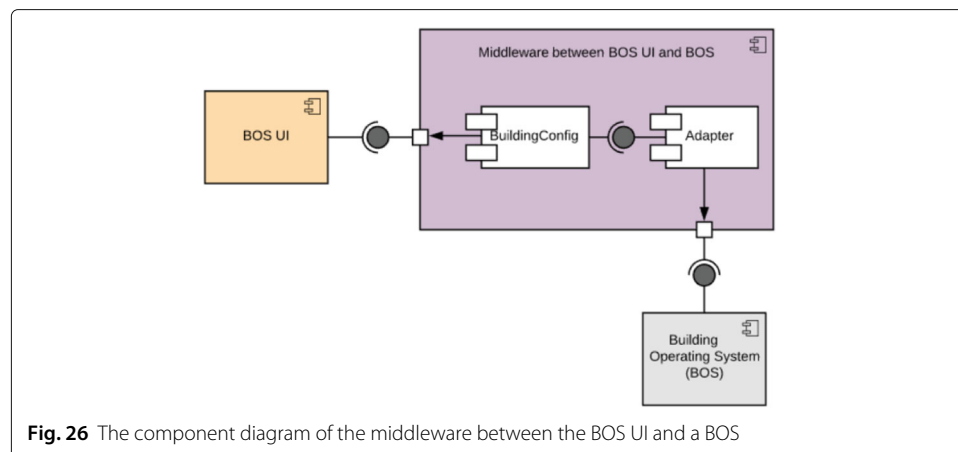 Middleware between BOS UI and BOS
BOS UI
BuildingConfig
Adapter
Building
Operating System
(BOS)
Fig. 26 The component diagram of the middleware between the BOS UI and a BOS